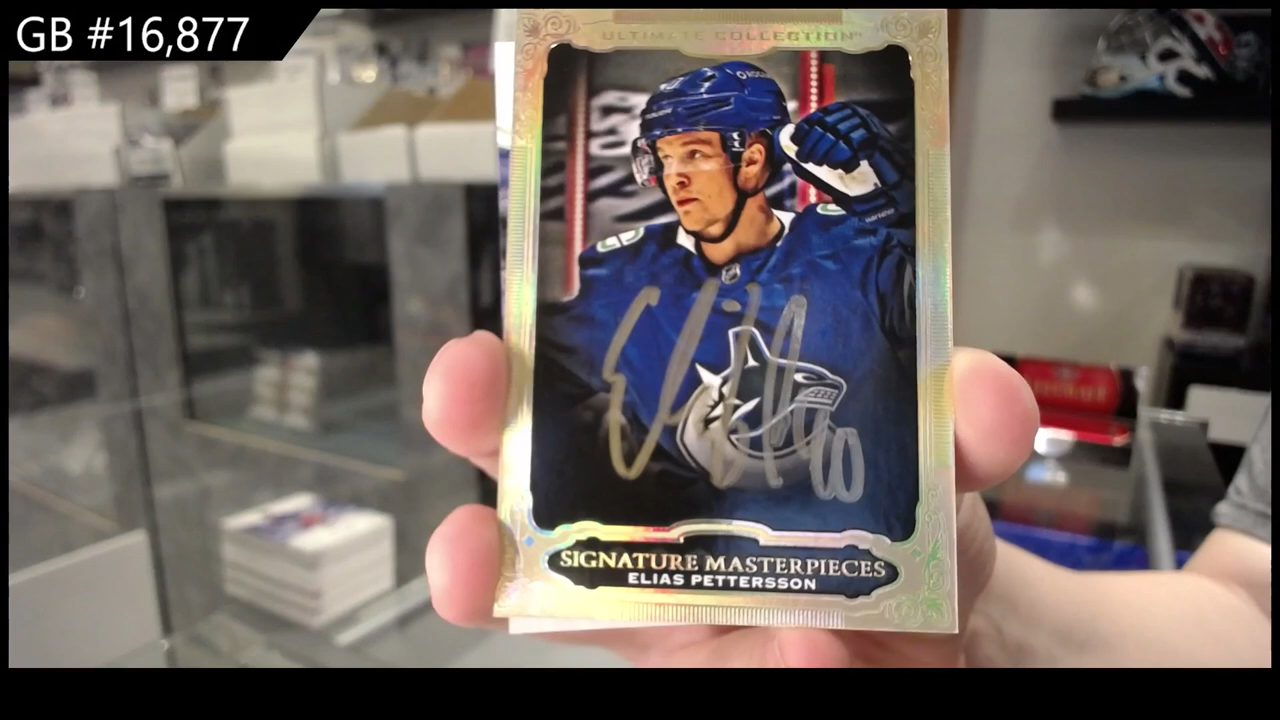 GB #16,877
ULTIMATE COLLECTION
SIGNATURE MASTERPIECES
ELIAS PETTERSSON